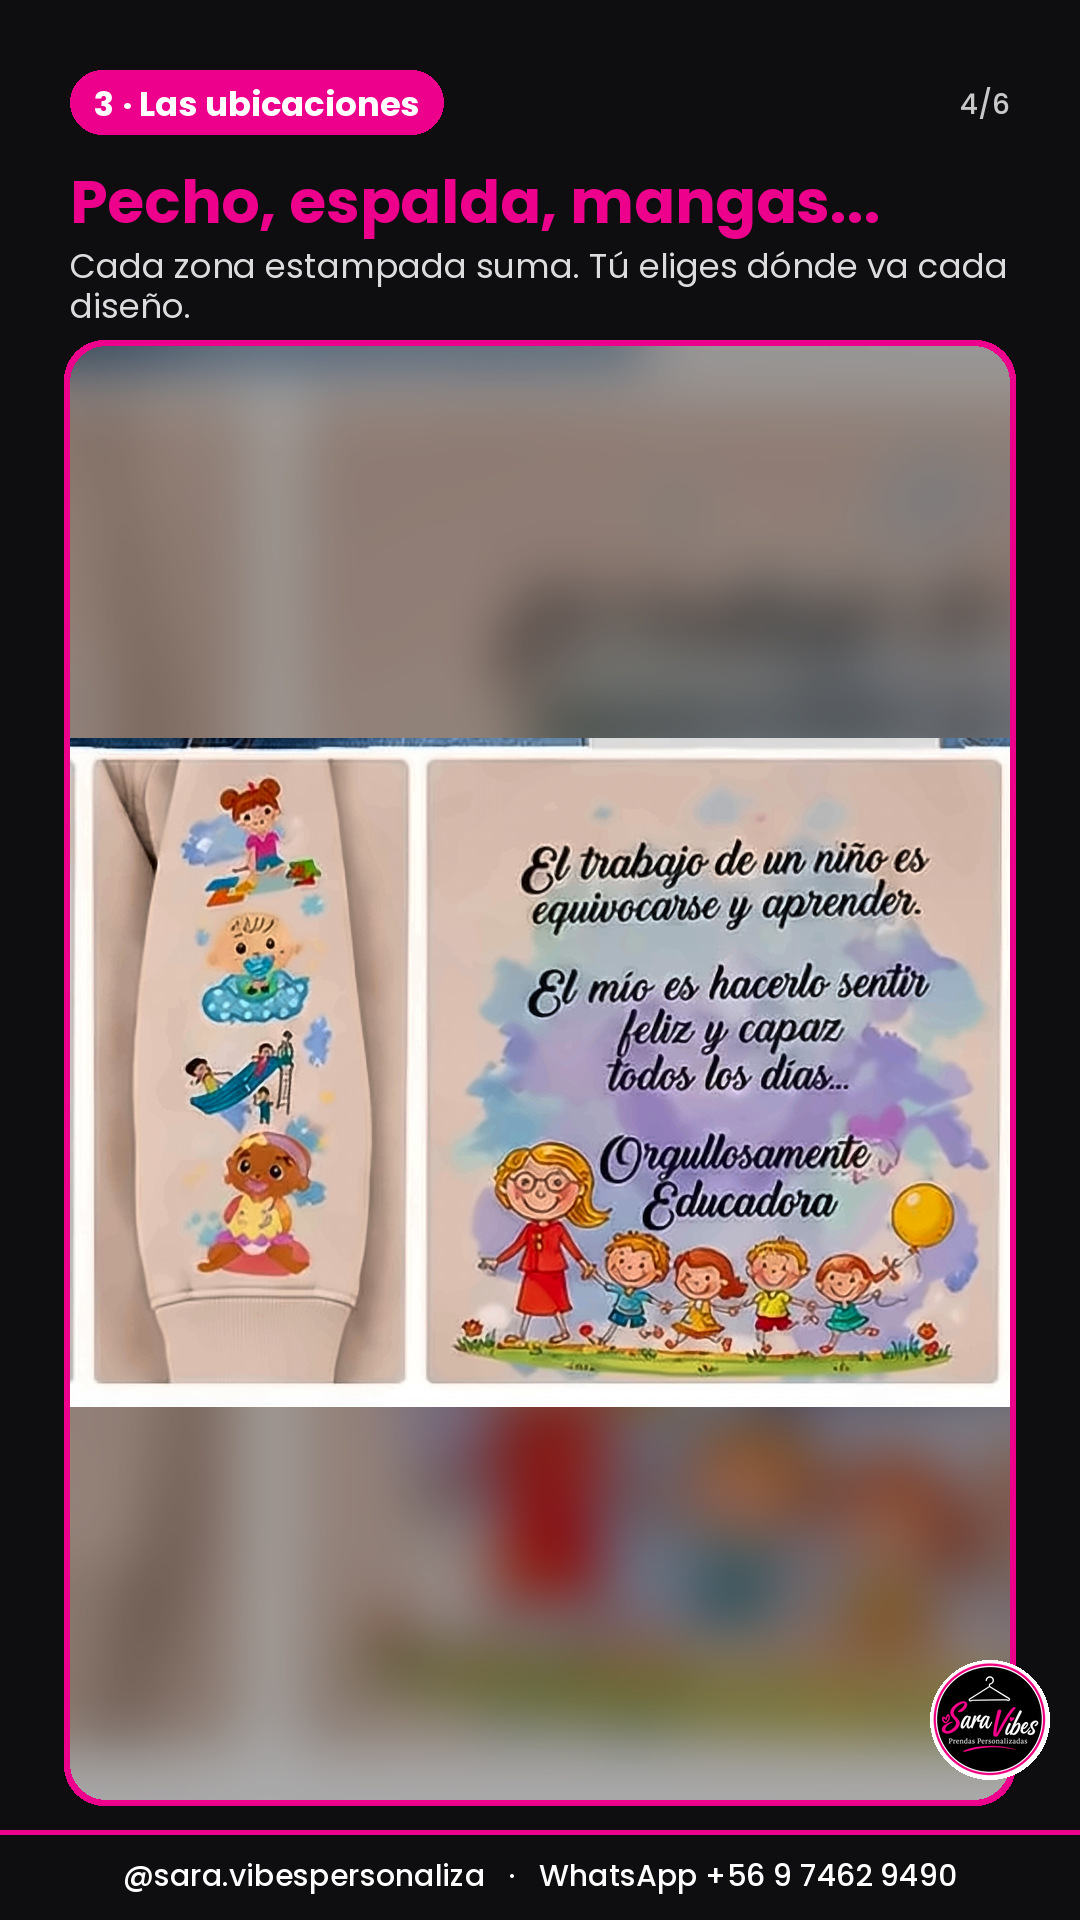 3 · Las ubicaciones
4/6
Pecho, espalda, mangas...
Cada zona estampada suma. Tú eliges dónde va cada
diseño.
El trabajo de un niño es
equivocarse y aprender.
El mío es hacerlo sentir
feliz y capaz
todos los días...
Orgullosamente
Educadora
Sara Vibes
Prendas Personalizadas
@sara.vibespersonaliza · WhatsApp +56 9 7462 9490